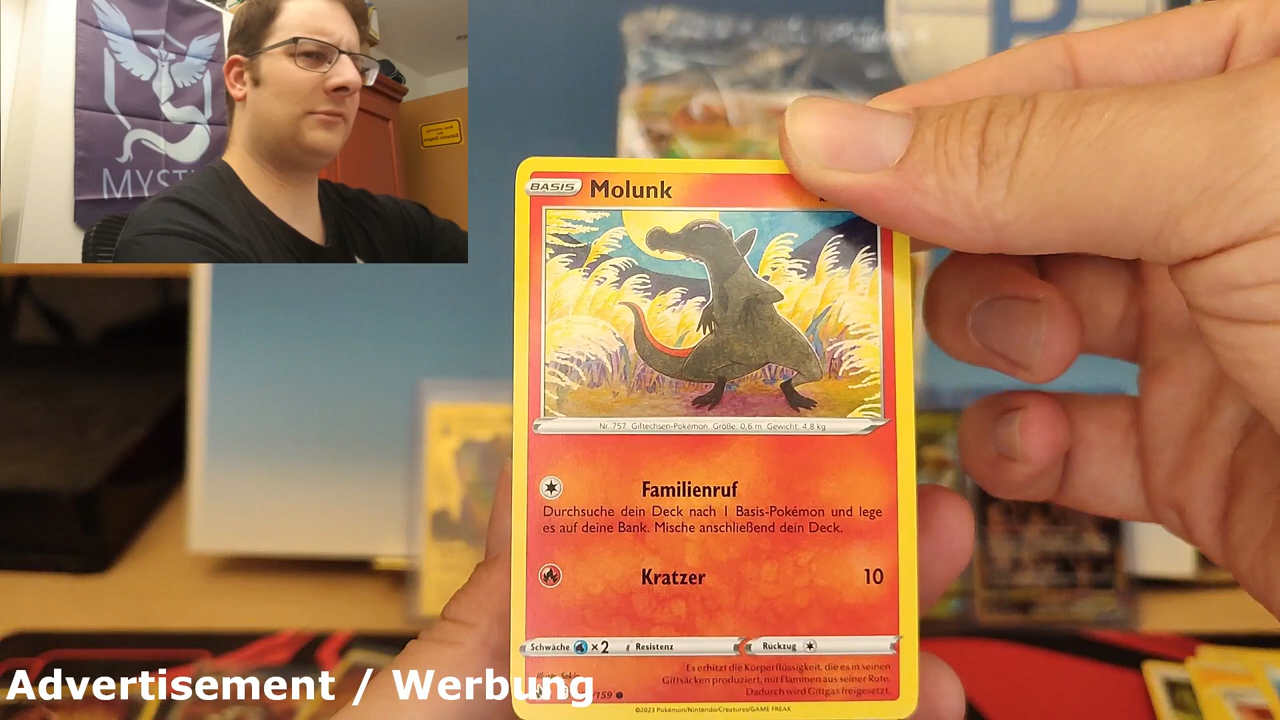 MYSTI
BASIS Molunk
Nr. 757 Giftechsen-Pokémon Größe: 0,6 m Gewicht: 4,8 kg
Familienruf
Durchsuche dein Deck nach 1 Basis-Pokémon und lege
es auf deine Bank. Mische anschließend dein Deck.
Kratzer 10
Schwäche ×2 Resistenz Rückzug
Es erhitzt die Körperflüssigkeit, die es in seinen
Giftsäcken produziert, mit Flammen aus seiner Rute.
Dadurch wird Giftgas freigesetzt.
/159
©2023 Pokémon/Nintendo/Creatures/GAME FREAK
Advertisement / Werbung